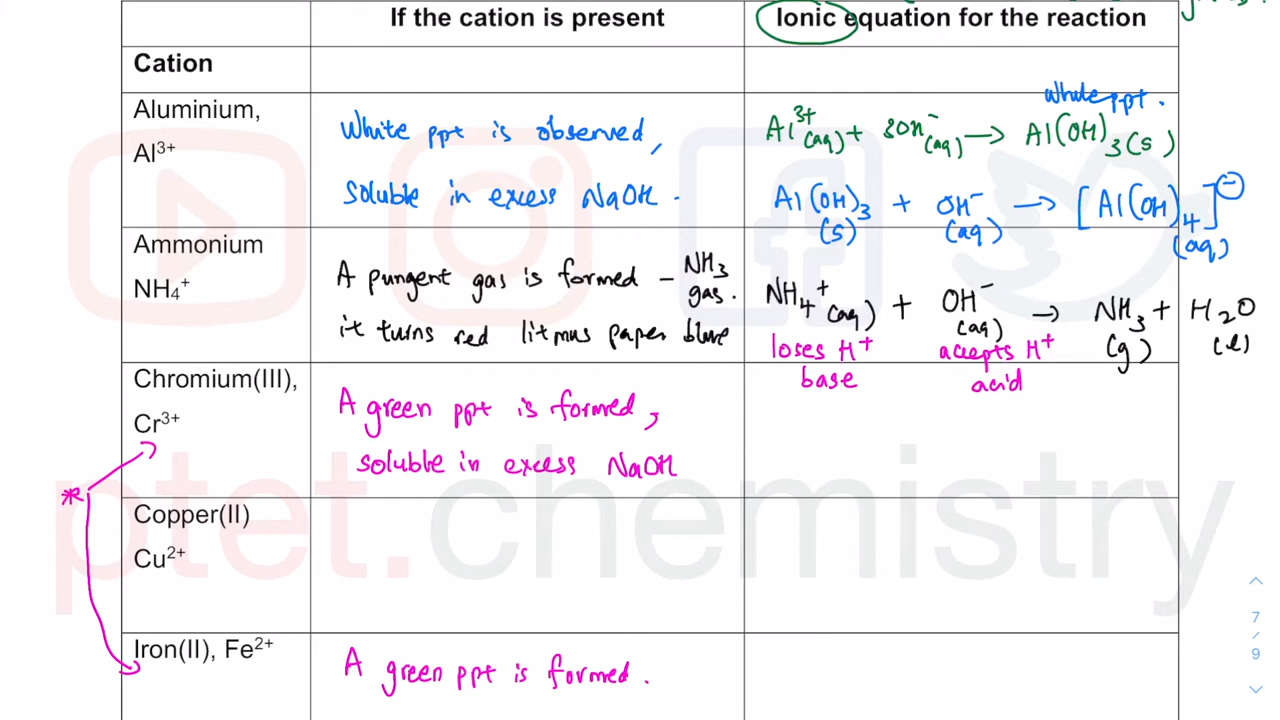 If the cation is present
Ionic equation for the reaction
Cation
Aluminium,
Al³⁺
White ppt is observed,
soluble in excess NaOH.
white ppt.
Al³⁺(aq) + 3OH⁻(aq) → Al(OH)₃(s)
Al(OH)₃(s) + OH⁻(aq) → [Al(OH)₄]⁻(aq)
Ammonium
NH₄⁺
A pungent gas is formed – NH₃ gas.
it turns red litmus paper blue
NH₄⁺(aq) + OH⁻(aq) → NH₃(g) + H₂O(l)
loses H⁺ accepts H⁺
base acid
Chromium(III),
Cr³⁺
A green ppt is formed,
soluble in excess NaOH
*
Copper(II)
Cu²⁺
Iron(II), Fe²⁺
A green ppt is formed.
ptet.chemistry
7
/
9